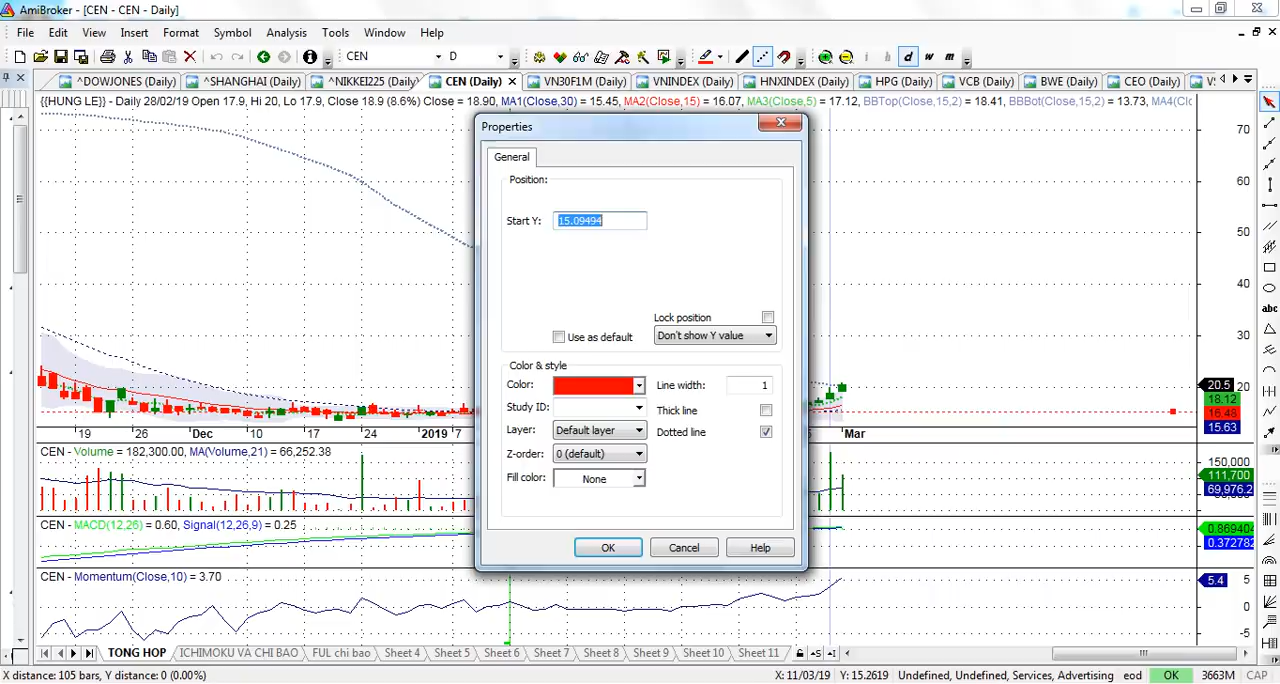 AmiBroker - [CEN - CEN - Daily]
File Edit View Insert Format Symbol Analysis Tools Window Help
CEN D i h d w m
^DOWJONES (Daily) ^SHANGHAI (Daily) ^NIKKEI225 (Daily) CEN (Daily) VN30F1M (Daily) VNINDEX (Daily) HNXINDEX (Daily) HPG (Daily) VCB (Daily) BWE (Daily) CEO (Daily)
{{HUNG LE}} - Daily 28/02/19 Open 17.9, Hi 20, Lo 17.9, Close 18.9 (8.6%) Close = 18.90, MA1(Close,30) = 15.45, MA2(Close,15) = 16.07, MA3(Close,5) = 17.12, BBTop(Close,15,2) = 18.41, BBBot(Close,15,2) = 13.73, MA4(Clc
Properties
General
Position:
Start Y: 15.09494
Lock position
Use as default Don't show Y value
Color & style
Color: Line width: 1
Study ID: Thick line
Layer: Default layer Dotted line
Z-order: 0 (default)
Fill color: None
OK Cancel Help
70
60
50
40
30
20
20.5
18.12
16.48
15.63
19 26 Dec 10 17 24 2019 7 Mar
CEN - Volume = 182,300.00, MA(Volume,21) = 66,252.38
150,000
111,700
69,976.2
CEN - MACD(12,26) = 0.60, Signal(12,26,9) = 0.25
0.869404
0.372782
CEN - Momentum(Close,10) = 3.70
5.4
5
0
-5
TONG HOP ICHIMOKU VÀ CHI BAO FUL chi bao Sheet 4 Sheet 5 Sheet 6 Sheet 7 Sheet 8 Sheet 9 Sheet 10 Sheet 11
X distance: 105 bars, Y distance: 0 (0.00%) X: 11/03/19 Y: 15.2619 Undefined, Undefined, Services, Advertising eod OK 3663M CAP
abc